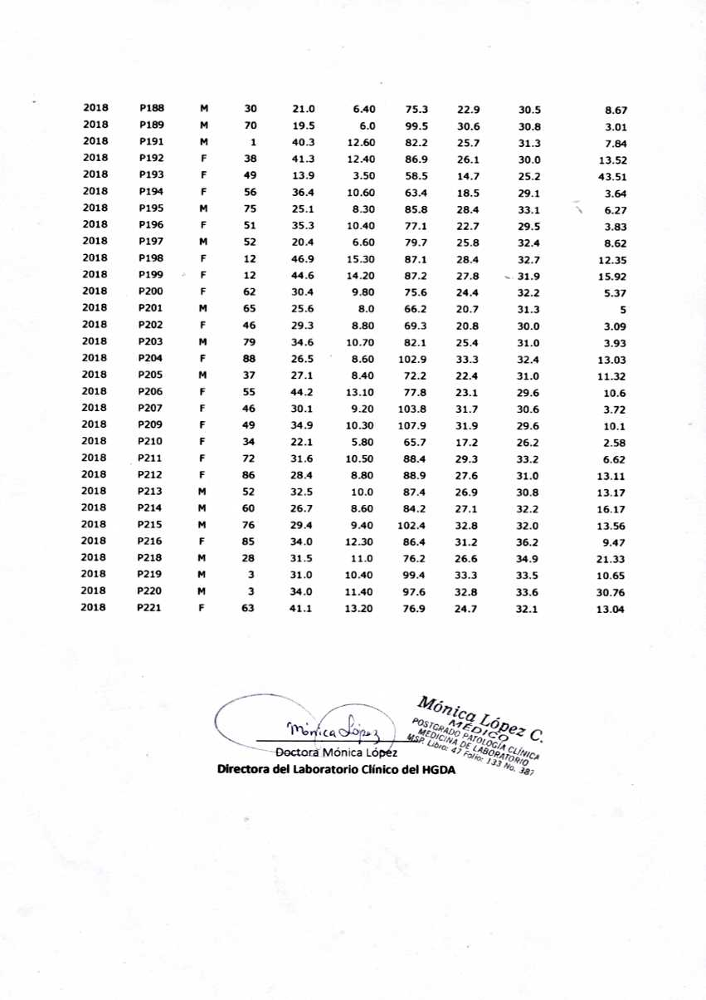 2018 P188 M 30 21.0 6.40 75.3 22.9 30.5 8.67
2018 P189 M 70 19.5 6.0 99.5 30.6 30.8 3.01
2018 P191 M 1 40.3 12.60 82.2 25.7 31.3 7.84
2018 P192 F 38 41.3 12.40 86.9 26.1 30.0 13.52
2018 P193 F 49 13.9 3.50 58.5 14.7 25.2 43.51
2018 P194 F 56 36.4 10.60 63.4 18.5 29.1 3.64
2018 P195 M 75 25.1 8.30 85.8 28.4 33.1 6.27
2018 P196 F 51 35.3 10.40 77.1 22.7 29.5 3.83
2018 P197 M 52 20.4 6.60 79.7 25.8 32.4 8.62
2018 P198 F 12 46.9 15.30 87.1 28.4 32.7 12.35
2018 P199 F 12 44.6 14.20 87.2 27.8 31.9 15.92
2018 P200 F 62 30.4 9.80 75.6 24.4 32.2 5.37
2018 P201 M 65 25.6 8.0 66.2 20.7 31.3 5
2018 P202 F 46 29.3 8.80 69.3 20.8 30.0 3.09
2018 P203 M 79 34.6 10.70 82.1 25.4 31.0 3.93
2018 P204 F 88 26.5 8.60 102.9 33.3 32.4 13.03
2018 P205 M 37 27.1 8.40 72.2 22.4 31.0 11.32
2018 P206 F 55 44.2 13.10 77.8 23.1 29.6 10.6
2018 P207 F 46 30.1 9.20 103.8 31.7 30.6 3.72
2018 P209 F 49 34.9 10.30 107.9 31.9 29.6 10.1
2018 P210 F 34 22.1 5.80 65.7 17.2 26.2 2.58
2018 P211 F 72 31.6 10.50 88.4 29.3 33.2 6.62
2018 P212 F 86 28.4 8.80 88.9 27.6 31.0 13.11
2018 P213 M 52 32.5 10.0 87.4 26.9 30.8 13.17
2018 P214 M 60 26.7 8.60 84.2 27.1 32.2 16.17
2018 P215 M 76 29.4 9.40 102.4 32.8 32.0 13.56
2018 P216 F 85 34.0 12.30 86.4 31.2 36.2 9.47
2018 P218 M 28 31.5 11.0 76.2 26.6 34.9 21.33
2018 P219 M 3 31.0 10.40 99.4 33.3 33.5 10.65
2018 P220 M 3 34.0 11.40 97.6 32.8 33.6 30.76
2018 P221 F 63 41.1 13.20 76.9 24.7 32.1 13.04
Mónica López
Doctora Mónica López
Directora del Laboratorio Clínico del HGDA
Mónica López C.
MÉDICO
POSTGRADO PATOLOGÍA CLÍNICA
MEDICINA DE LABORATORIO
MSP. Libro: 47 Folio: 133 No. 387